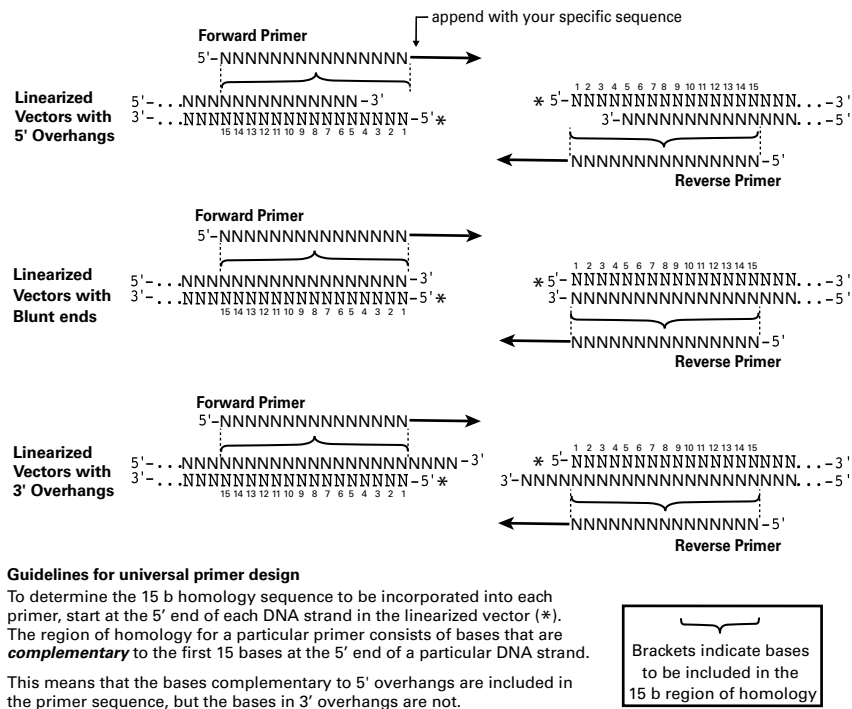 append with your specific sequence
Forward Primer
5'-NNNNNNNNNNNNNNN
Linearized
Vectors with
5' Overhangs
5'-...NNNNNNNNNNNNNN-3'
3'-...NNNNNNNNNNNNNNNNNN-5'*
15 14 13 12 11 10 9 8 7 6 5 4 3 2 1
1 2 3 4 5 6 7 8 9 10 11 12 13 14 15
* 5'-NNNNNNNNNNNNNNNNNN...-3'
3'-NNNNNNNNNNNNNN...-5'
NNNNNNNNNNNNNNN-5'
Reverse Primer
Forward Primer
5'-NNNNNNNNNNNNNNN
Linearized
Vectors with
Blunt ends
5'-...NNNNNNNNNNNNNNNNNN-3'
3'-...NNNNNNNNNNNNNNNNNN-5'*
15 14 13 12 11 10 9 8 7 6 5 4 3 2 1
1 2 3 4 5 6 7 8 9 10 11 12 13 14 15
*5'-NNNNNNNNNNNNNNNNNN...-3'
3'-NNNNNNNNNNNNNNNNNN...-5'
NNNNNNNNNNNNNNN-5'
Reverse Primer
Forward Primer
5'-NNNNNNNNNNNNNNN
Linearized
Vectors with
3' Overhangs
5'-...NNNNNNNNNNNNNNNNNNNNNN-3'
3'-...NNNNNNNNNNNNNNNNNN-5'*
15 14 13 12 11 10 9 8 7 6 5 4 3 2 1
1 2 3 4 5 6 7 8 9 10 11 12 13 14 15
* 5'-NNNNNNNNNNNNNNNNNN...-3'
3'-NNNNNNNNNNNNNNNNNNNNNN...-5'
NNNNNNNNNNNNNNN-5'
Reverse Primer
Guidelines for universal primer design
To determine the 15 b homology sequence to be incorporated into each
primer, start at the 5' end of each DNA strand in the linearized vector (*).
The region of homology for a particular primer consists of bases that are
complementary to the first 15 bases at the 5' end of a particular DNA strand.
This means that the bases complementary to 5' overhangs are included in
the primer sequence, but the bases in 3' overhangs are not.
Brackets indicate bases
to be included in the
15 b region of homology